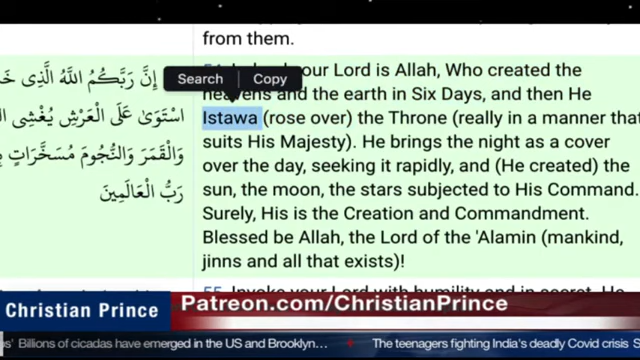 from them.
Search
Copy
our Lord is Allah, Who created the
إِنَّ رَبَّكُمُ اللَّهُ الَّذِي
heavens and the earth in Six Days, and then He
اسْتَوَىٰ عَلَى الْعَرْشِ يُغْشِي
Istawa (rose over) the Throne (really in a manner that
suits His Majesty). He brings the night as a cover
وَالْقَمَرَ وَالنُّجُومَ مُسَخَّرَاتٍ
over the day, seeking it rapidly, and (He created) the
رَبُّ الْعَالَمِينَ
sun, the moon, the stars subjected to His Command.
Surely, His is the Creation and Commandment.
Blessed be Allah, the Lord of the 'Alamin (mankind,
jinns and all that exists)!
55. Invoke your Lord with humility and in secret. He
Christian Prince
Patreon.com/ChristianPrince
Billions of cicadas have emerged in the US and Brooklyn...
The teenagers fighting India's deadly Covid crisis